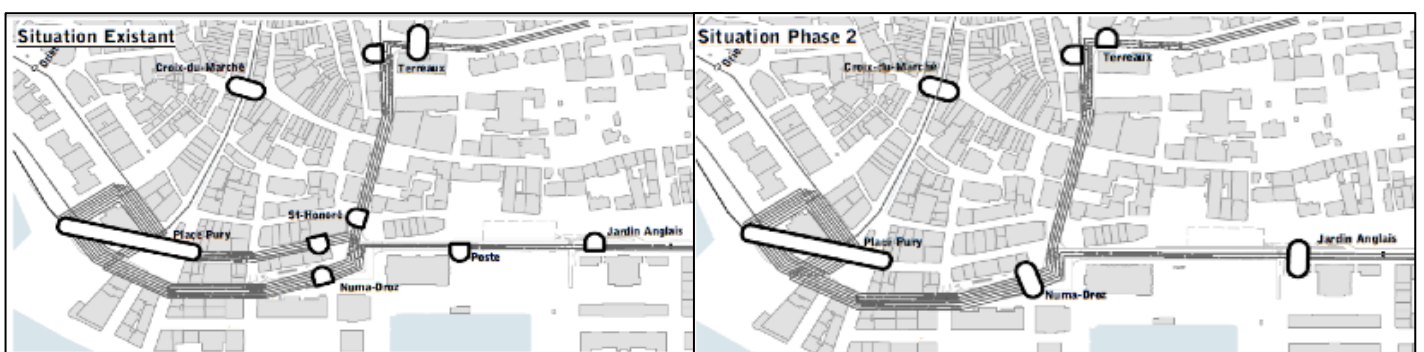 Situation Existant
Croix-du-Marché
Terreaux
St-Honoré
Place Pury
Jardin Anglais
Poste
Numa-Droz
Situation Phase 2
Croix-du-Marché
Terreaux
Place Pury
Jardin Anglais
Numa-Droz